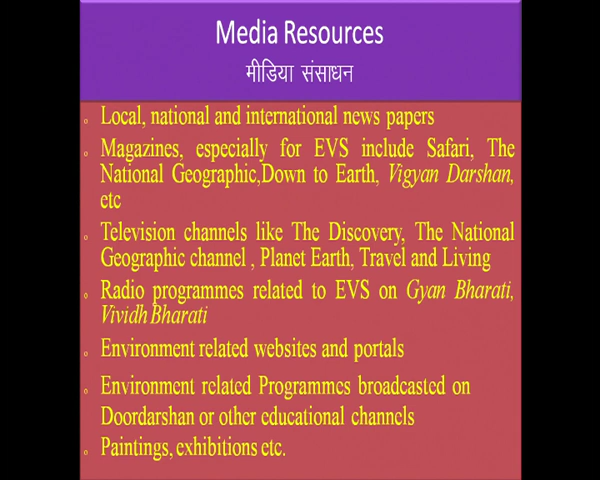 Media Resources
मीडिया संसाधन
Local, national and international news papers
Magazines, especially for EVS include Safari, The
National Geographic,Down to Earth, Vigyan Darshan,
etc
Television channels like The Discovery, The National
Geographic channel , Planet Earth, Travel and Living
Radio programmes related to EVS on Gyan Bharati,
Vividh Bharati
Environment related websites and portals
Environment related Programmes broadcasted on
Doordarshan or other educational channels
Paintings, exhibitions etc.